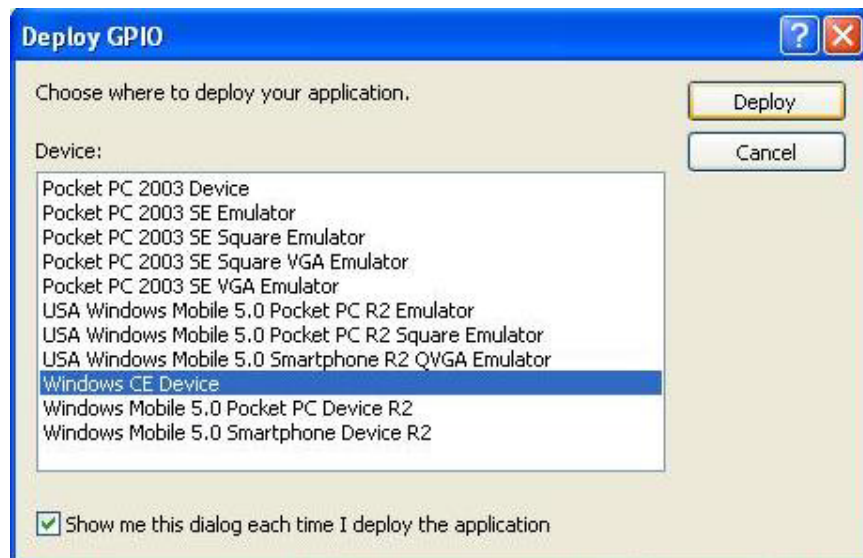 Deploy GPIO
Choose where to deploy your application.
Deploy
Cancel
Device:
Pocket PC 2003 Device
Pocket PC 2003 SE Emulator
Pocket PC 2003 SE Square Emulator
Pocket PC 2003 SE Square VGA Emulator
Pocket PC 2003 SE VGA Emulator
USA Windows Mobile 5.0 Pocket PC R2 Emulator
USA Windows Mobile 5.0 Pocket PC R2 Square Emulator
USA Windows Mobile 5.0 Smartphone R2 QVGA Emulator
Windows CE Device
Windows Mobile 5.0 Pocket PC Device R2
Windows Mobile 5.0 Smartphone Device R2
Show me this dialog each time I deploy the application